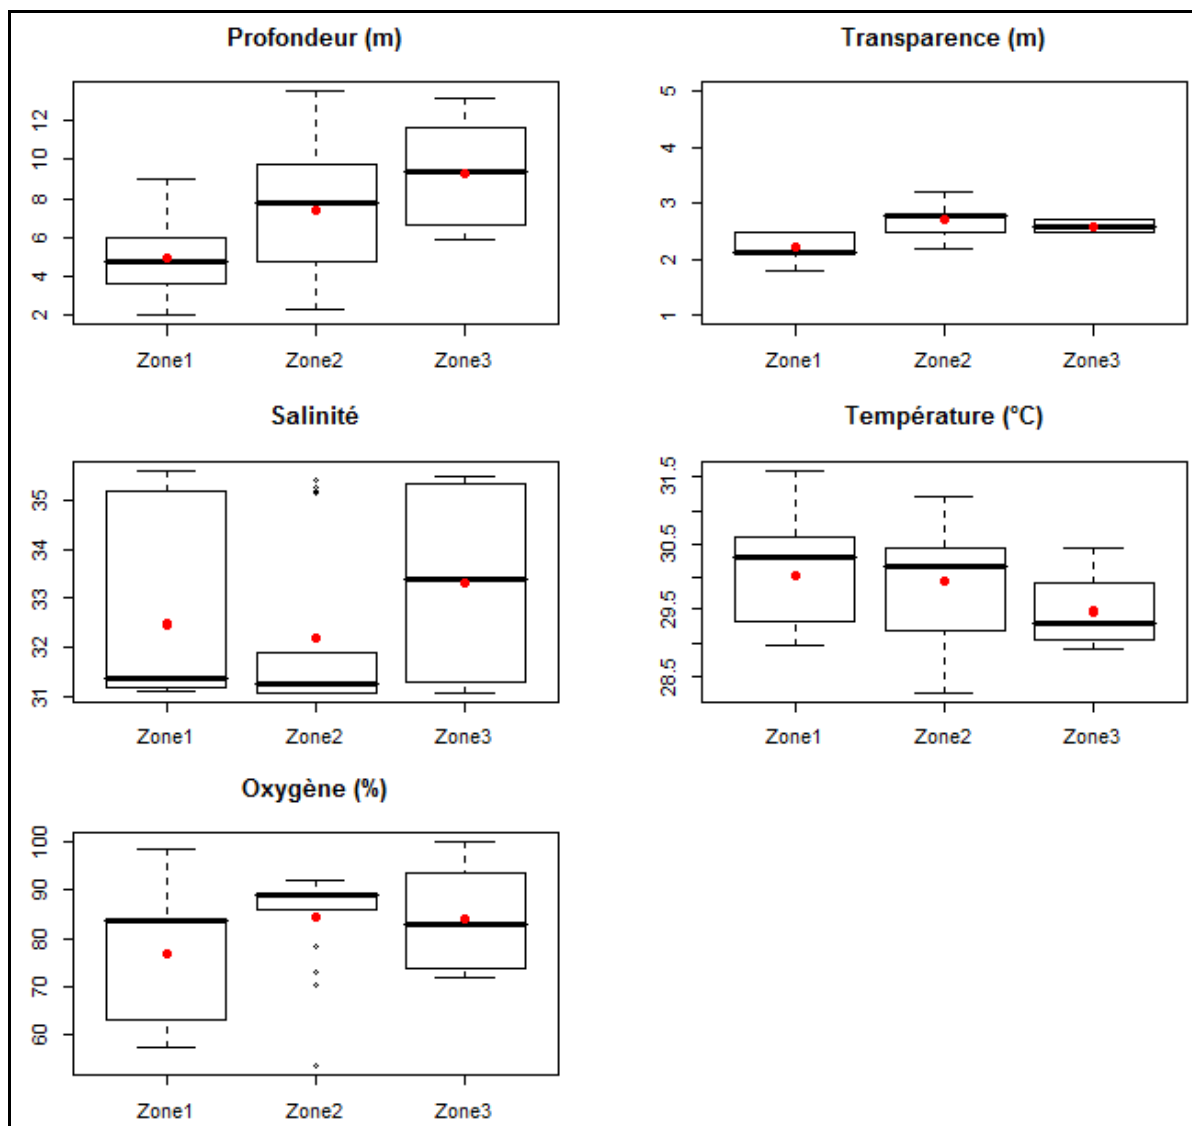 Profondeur (m)
12
10
8
6
4
2
Zone1 Zone2 Zone3
Transparence (m)
5
4
3
2
1
Zone1 Zone2 Zone3
Salinité
35
34
33
32
31
Zone1 Zone2 Zone3
Température (°C)
31.5
30.5
29.5
28.5
Zone1 Zone2 Zone3
Oxygène (%)
100
90
80
70
60
Zone1 Zone2 Zone3